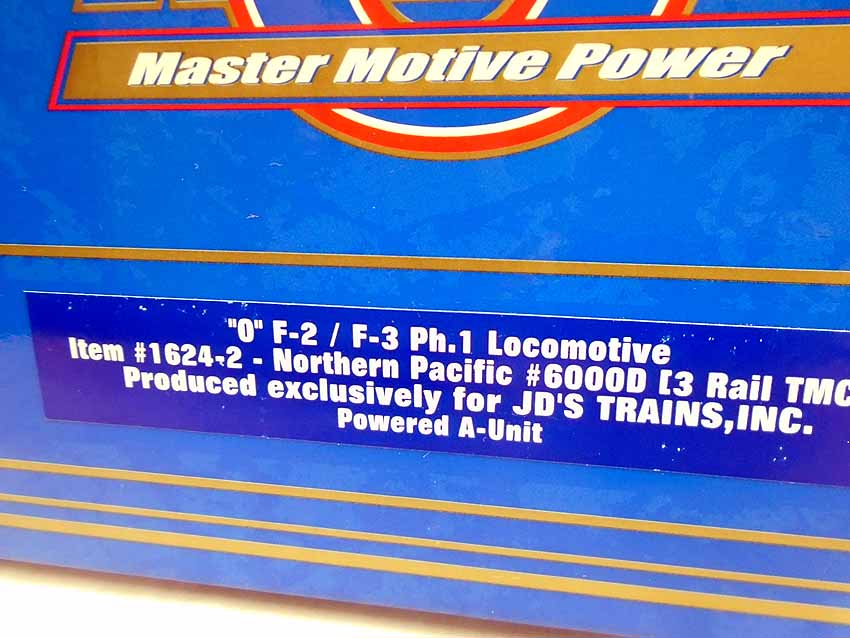 Master Motive Power
"O" F-2 / F-3 Ph.1 Locomotive
Item #1624-2 - Northern Pacific #6000D [3 Rail TMC
Produced exclusively for JD'S TRAINS,INC.
Powered A-Unit